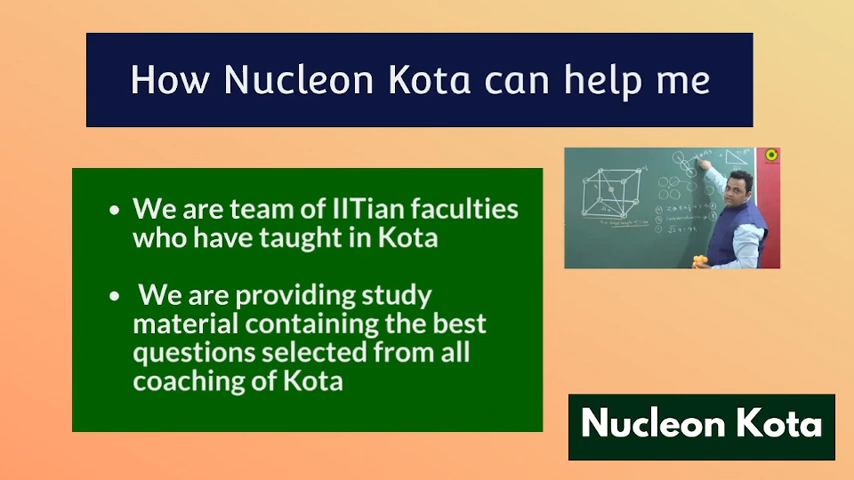 How Nucleon Kota can help me
• We are team of IITian faculties
who have taught in Kota
• We are providing study
material containing the best
questions selected from all
coaching of Kota
Nucleon Kota